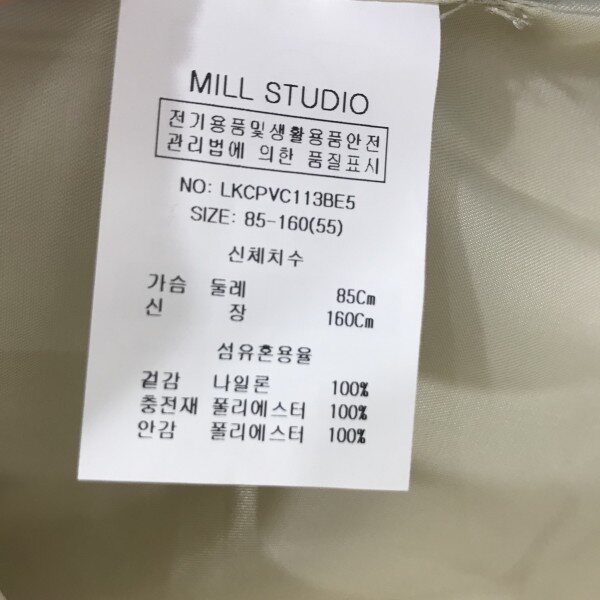 MILL STUDIO
전기용품및생활용품안전
관리법에 의한 품질표시
NO: LKCPVC113BE5
SIZE: 85-160(55)
신체치수
가슴 둘레 85Cm
신 장 160Cm
섬유혼용율
겉감 나일론 100%
충전재 폴리에스터 100%
안감 폴리에스터 100%